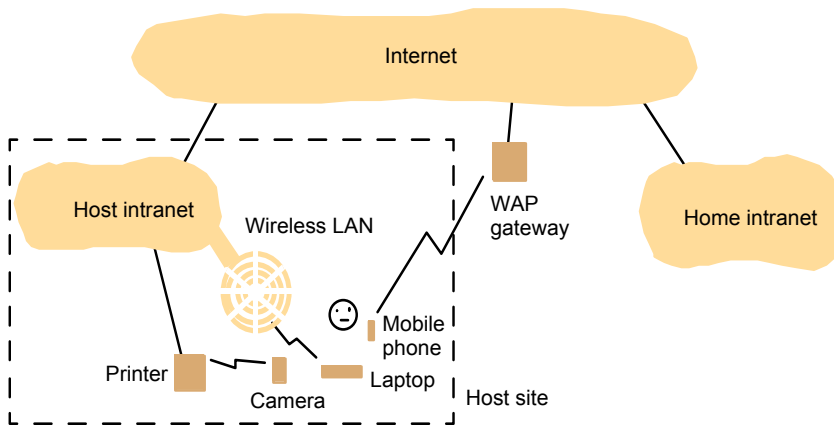 Internet
Host intranet
Wireless LAN
WAP
gateway
Home intranet
Mobile
phone
Printer
Camera
Laptop
Host site